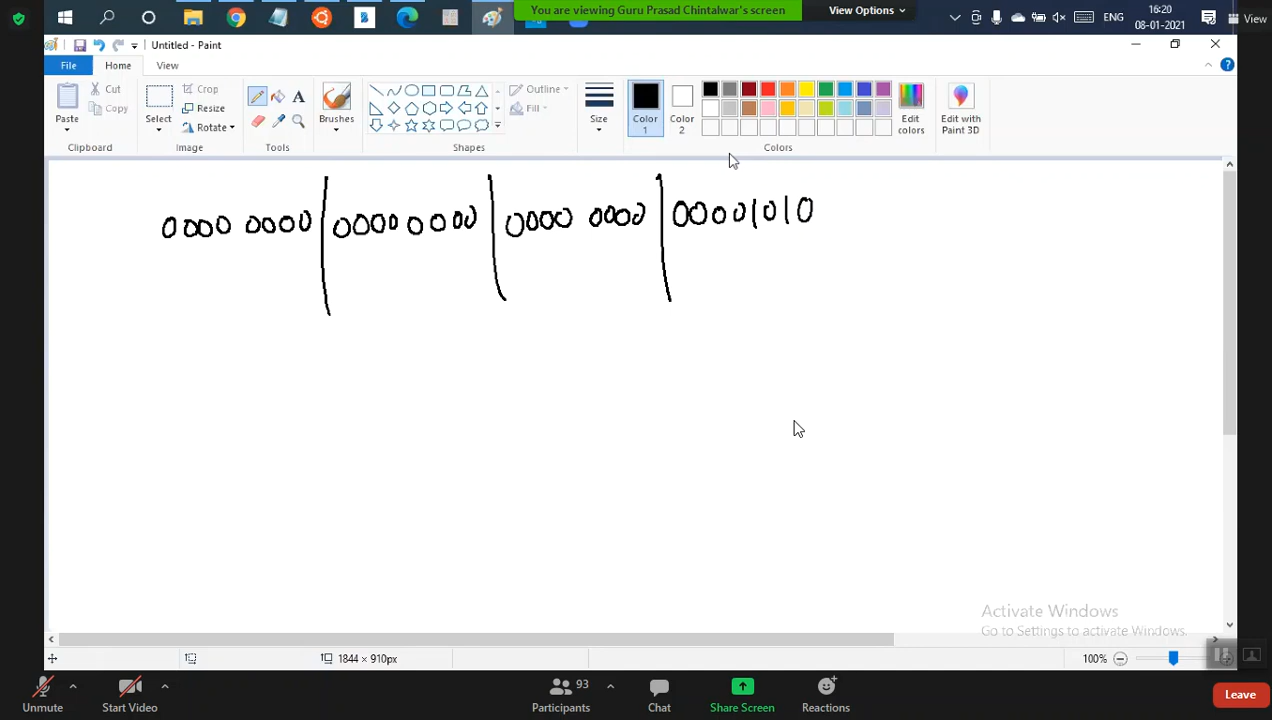 You are viewing Guru Prasad Chintalwar's screen
View Options
ENG
16:20
08-01-2021
View
Untitled - Paint
File
Home
View
Paste
Cut
Copy
Clipboard
Select
Crop
Resize
Rotate
Image
Tools
Brushes
Outline
Fill
Shapes
Size
Color
1
Color
2
Edit
colors
Edit with
Paint 3D
Colors
0000 0000 | 0000 0000 | 0000 0000 | 00001010
Activate Windows
Go to Settings to activate Windows.
1844 × 910px
100%
Unmute
Start Video
93
Participants
Chat
Share Screen
Reactions
Leave